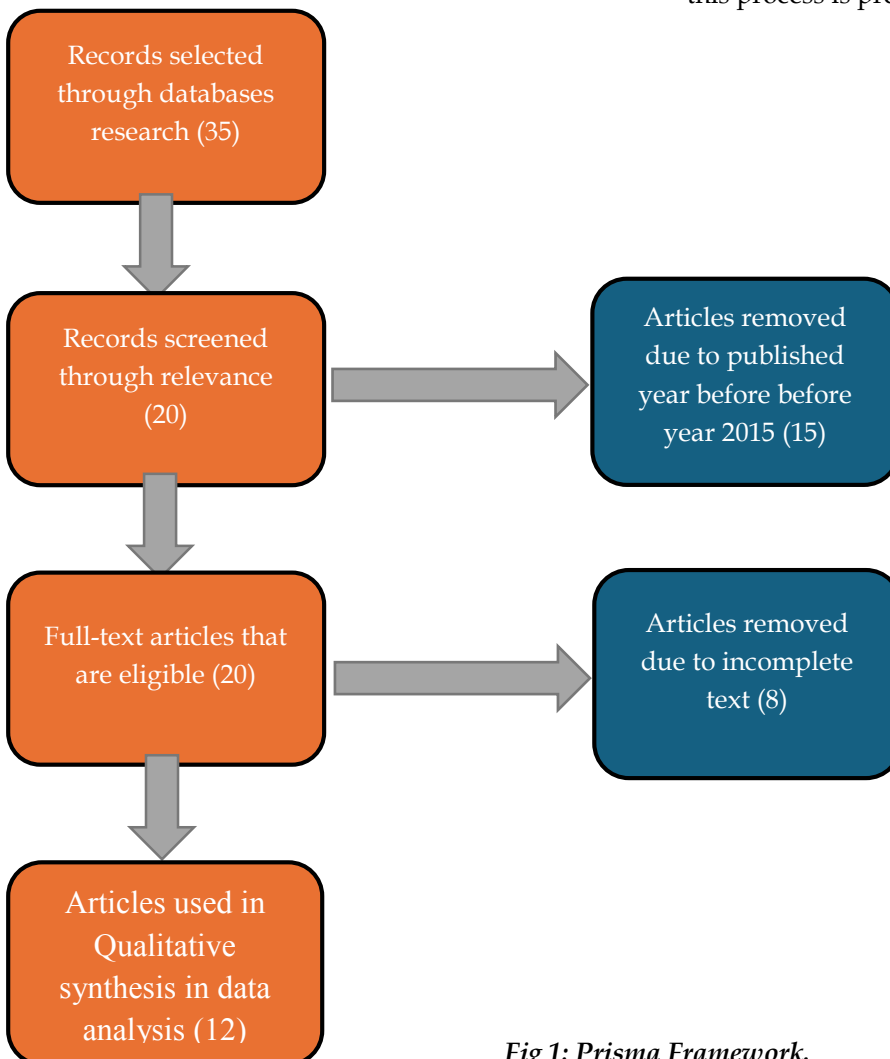 this process is pre
Records selected
through databases
research (35)
Records screened
through relevance
(20)
Articles removed
due to published
year before before
year 2015 (15)
Full-text articles that
are eligible (20)
Articles removed
due to incomplete
text (8)
Articles used in
Qualitative
synthesis in data
analysis (12)
Fig 1: Prisma Framework.